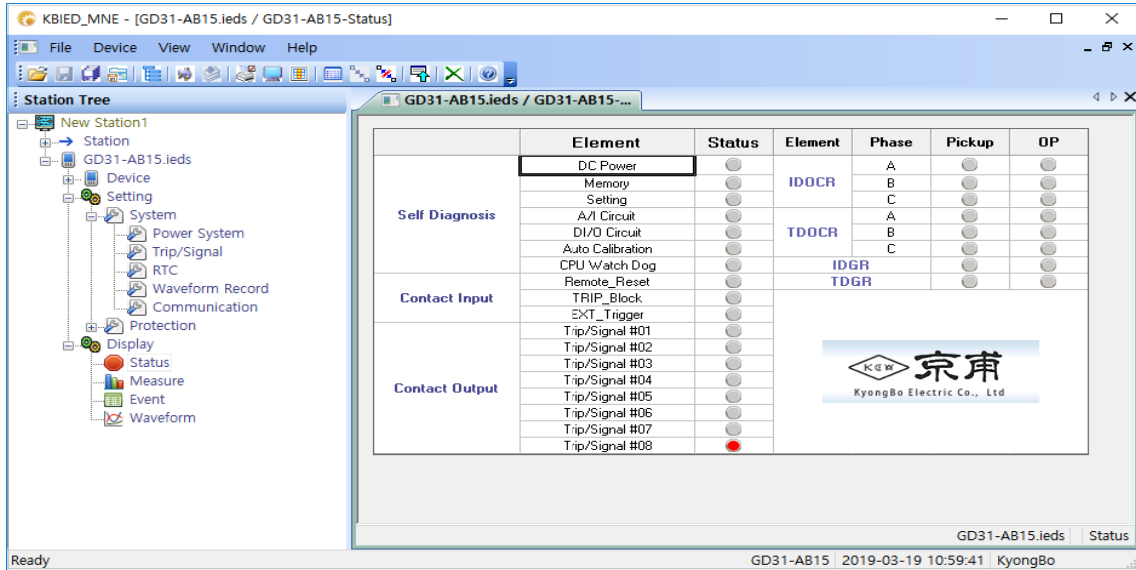 KBIED_MNE - [GD31-AB15.ieds / GD31-AB15-Status]
File Device View Window Help
Station Tree
New Station1
Station
GD31-AB15.ieds
Device
Setting
System
Power System
Trip/Signal
RTC
Waveform Record
Communication
Protection
Display
Status
Measure
Event
Waveform
GD31-AB15.ieds / GD31-AB15-...
Element Status Element Phase Pickup OP
Self Diagnosis
DC Power
Memory
Setting
A/I Circuit
DI/O Circuit
Auto Calibration
CPU Watch Dog
Contact Input
Remote_Reset
TRIP_Block
EXT_Trigger
Contact Output
Trip/Signal #01
Trip/Signal #02
Trip/Signal #03
Trip/Signal #04
Trip/Signal #05
Trip/Signal #06
Trip/Signal #07
Trip/Signal #08
IDOCR
A
B
C
TDOCR
A
B
C
IDGR
TDGR
KEW 京甫
KyongBo Electric Co., Ltd
GD31-AB15.ieds Status
Ready GD31-AB15 2019-03-19 10:59:41 KyongBo